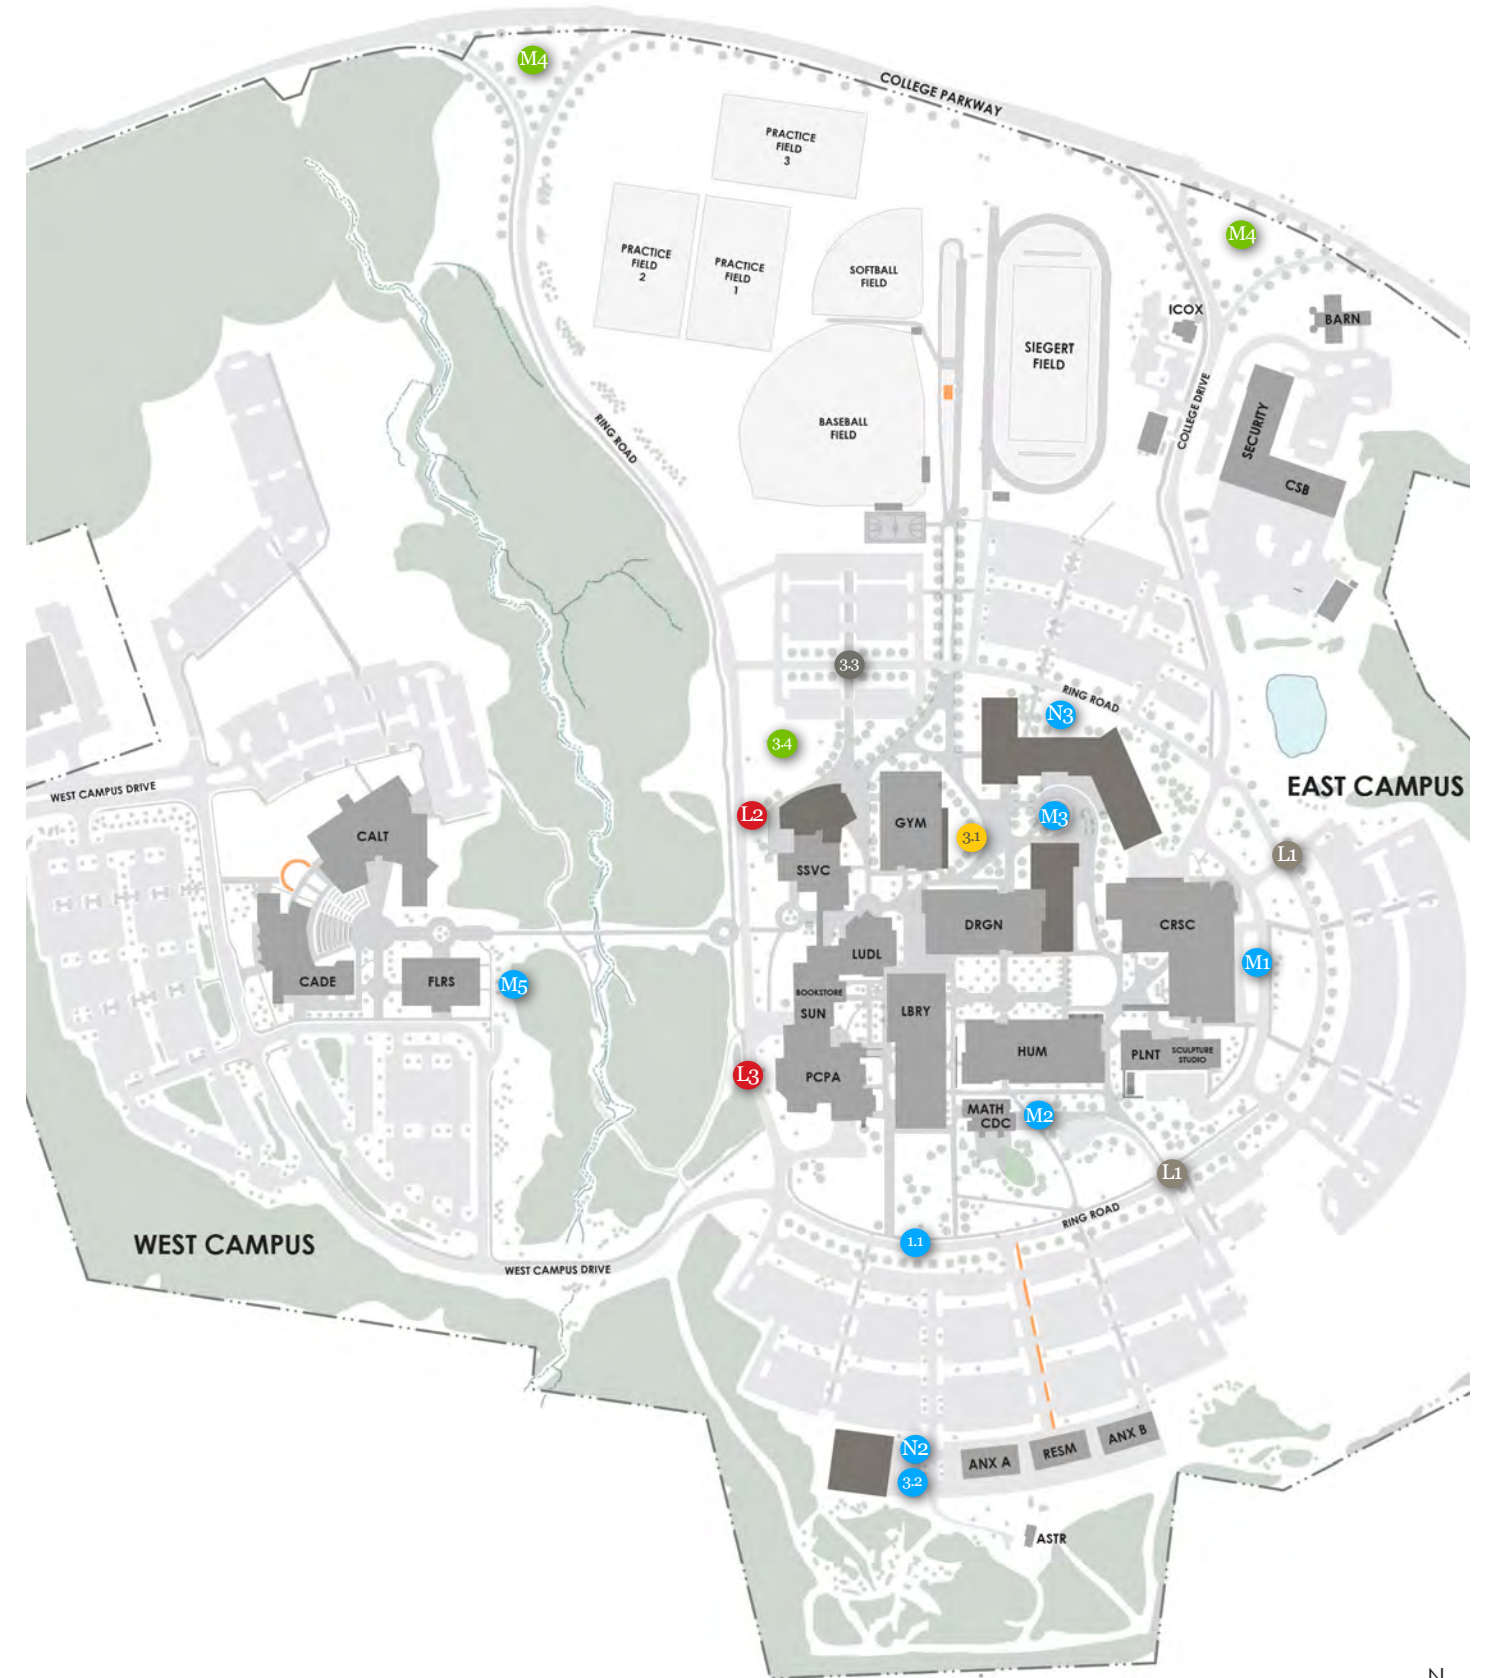 M4
COLLEGE PARKWAY
PRACTICE
FIELD
3
M4
PRACTICE
FIELD
2
PRACTICE
FIELD
1
SOFTBALL
FIELD
ICOX
BARN
SIEGERT
FIELD
COLLEGE DRIVE
RING ROAD
BASEBALL
FIELD
SECURITY
CSB
3.3
RING ROAD
N3
3.4
EAST CAMPUS
WEST CAMPUS DRIVE
L2
GYM
3.1
M3
CALT
L1
SSVC
DRGN
CRSC
LUDL
M1
CADE
FLRS
M5
BOOKSTORE
SUN
LBRY
HUM
PLNT
SCULPTURE
STUDIO
L3
PCPA
MATH
CDC
M2
L1
RING ROAD
WEST CAMPUS
1.1
WEST CAMPUS DRIVE
N2
3.2
ANX A
RESM
ANX B
ASTR
N